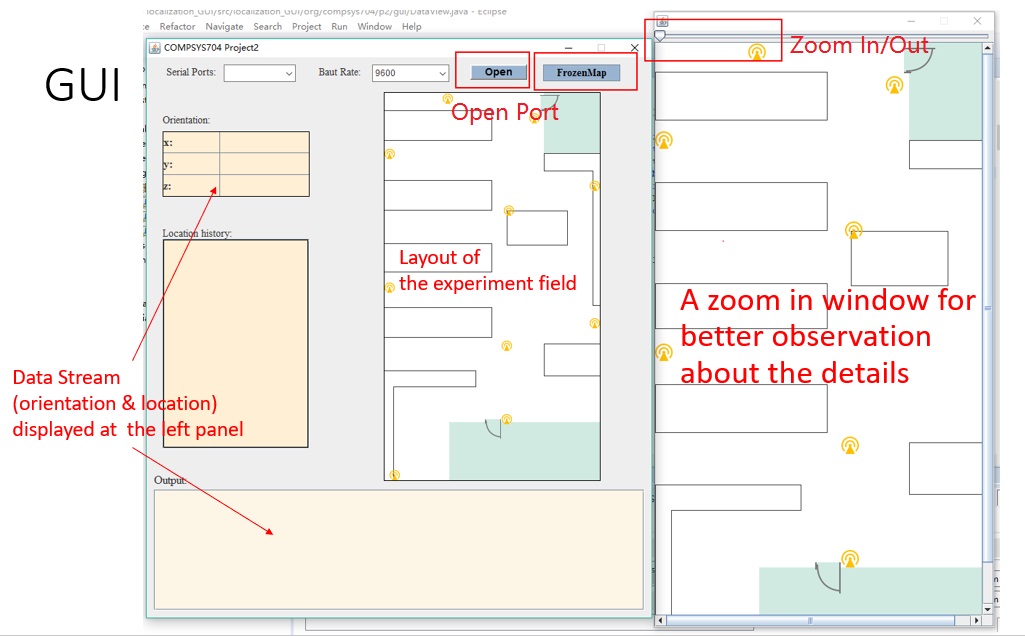 localization_GUI/src/localization_GUI/org/compsys704/p2/gui/DataView.java - Eclipse
Refactor Navigate Search Project Run Window Help
GUI
COMPSYS704 Project2
Serial Ports:
Baut Rate:
9600
Open
FrozenMap
Open Port
Zoom In/Out
Orientation:
x:
y:
z:
Location history:
Layout of
the experiment field
A zoom in window for
better observation
about the details
Data Stream
(orientation & location)
displayed at the left panel
Output: